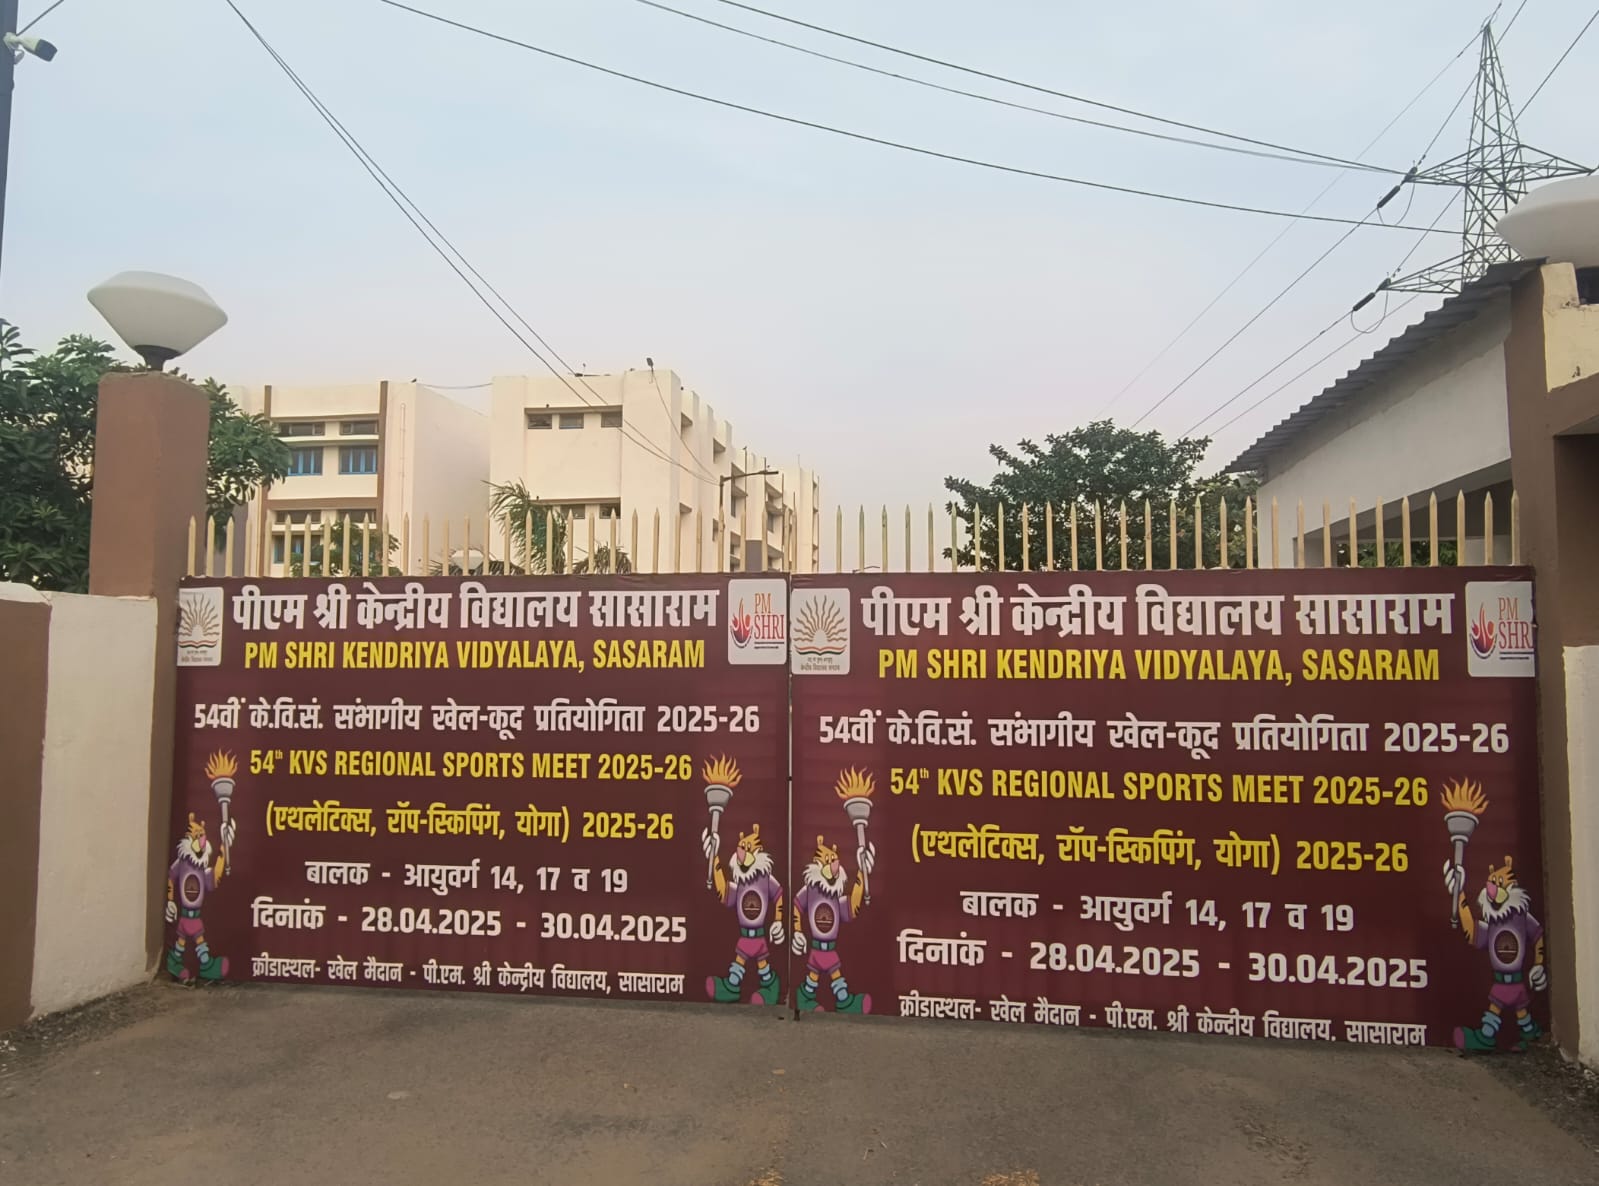 पीएम श्री केन्द्रीय विद्यालय सासाराम
PM SHRI
PM SHRI KENDRIYA VIDYALAYA, SASARAM
केन्द्रीय विद्यालय संगठन
54वीं के.वि.सं. संभागीय खेल-कूद प्रतियोगिता 2025-26
54th KVS REGIONAL SPORTS MEET 2025-26
(एथलेटिक्स, रॉप-स्किपिंग, योगा) 2025-26
बालक - आयुवर्ग 14, 17 व 19
दिनांक - 28.04.2025 - 30.04.2025
क्रीडास्थल- खेल मैदान - पी.एम. श्री केन्द्रीय विद्यालय, सासाराम
पीएम श्री केन्द्रीय विद्यालय सासाराम
PM SHRI
PM SHRI KENDRIYA VIDYALAYA, SASARAM
केन्द्रीय विद्यालय संगठन
54वीं के.वि.सं. संभागीय खेल-कूद प्रतियोगिता 2025-26
54th KVS REGIONAL SPORTS MEET 2025-26
(एथलेटिक्स, रॉप-स्किपिंग, योगा) 2025-26
बालक - आयुवर्ग 14, 17 व 19
दिनांक - 28.04.2025 - 30.04.2025
क्रीडास्थल- खेल मैदान - पी.एम. श्री केन्द्रीय विद्यालय, सासाराम